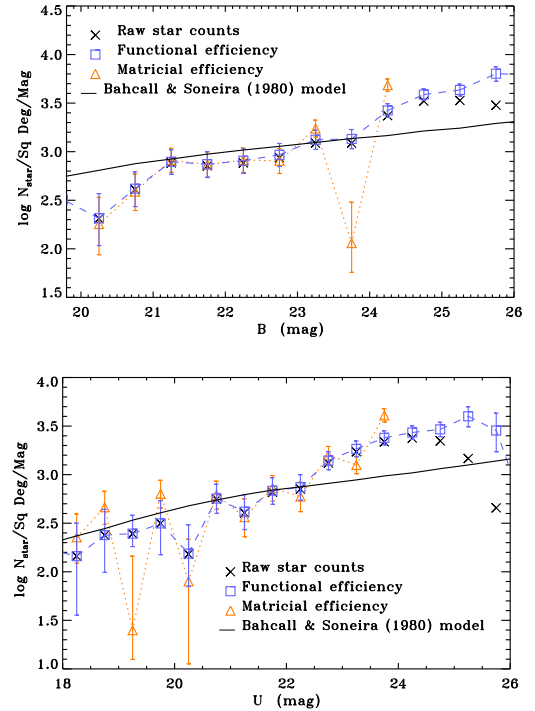 4.5
4.0
3.5
3.0
2.5
2.0
1.5
log N_star/Sq Deg/Mag
Raw star counts
Functional efficiency
Matricial efficiency
Bahcall & Soneira (1980) model
20 21 22 23 24 25 26
B (mag)
4.0
3.5
3.0
2.5
2.0
1.5
1.0
log N_star/Sq Deg/Mag
Raw star counts
Functional efficiency
Matricial efficiency
Bahcall & Soneira (1980) model
18 20 22 24 26
U (mag)